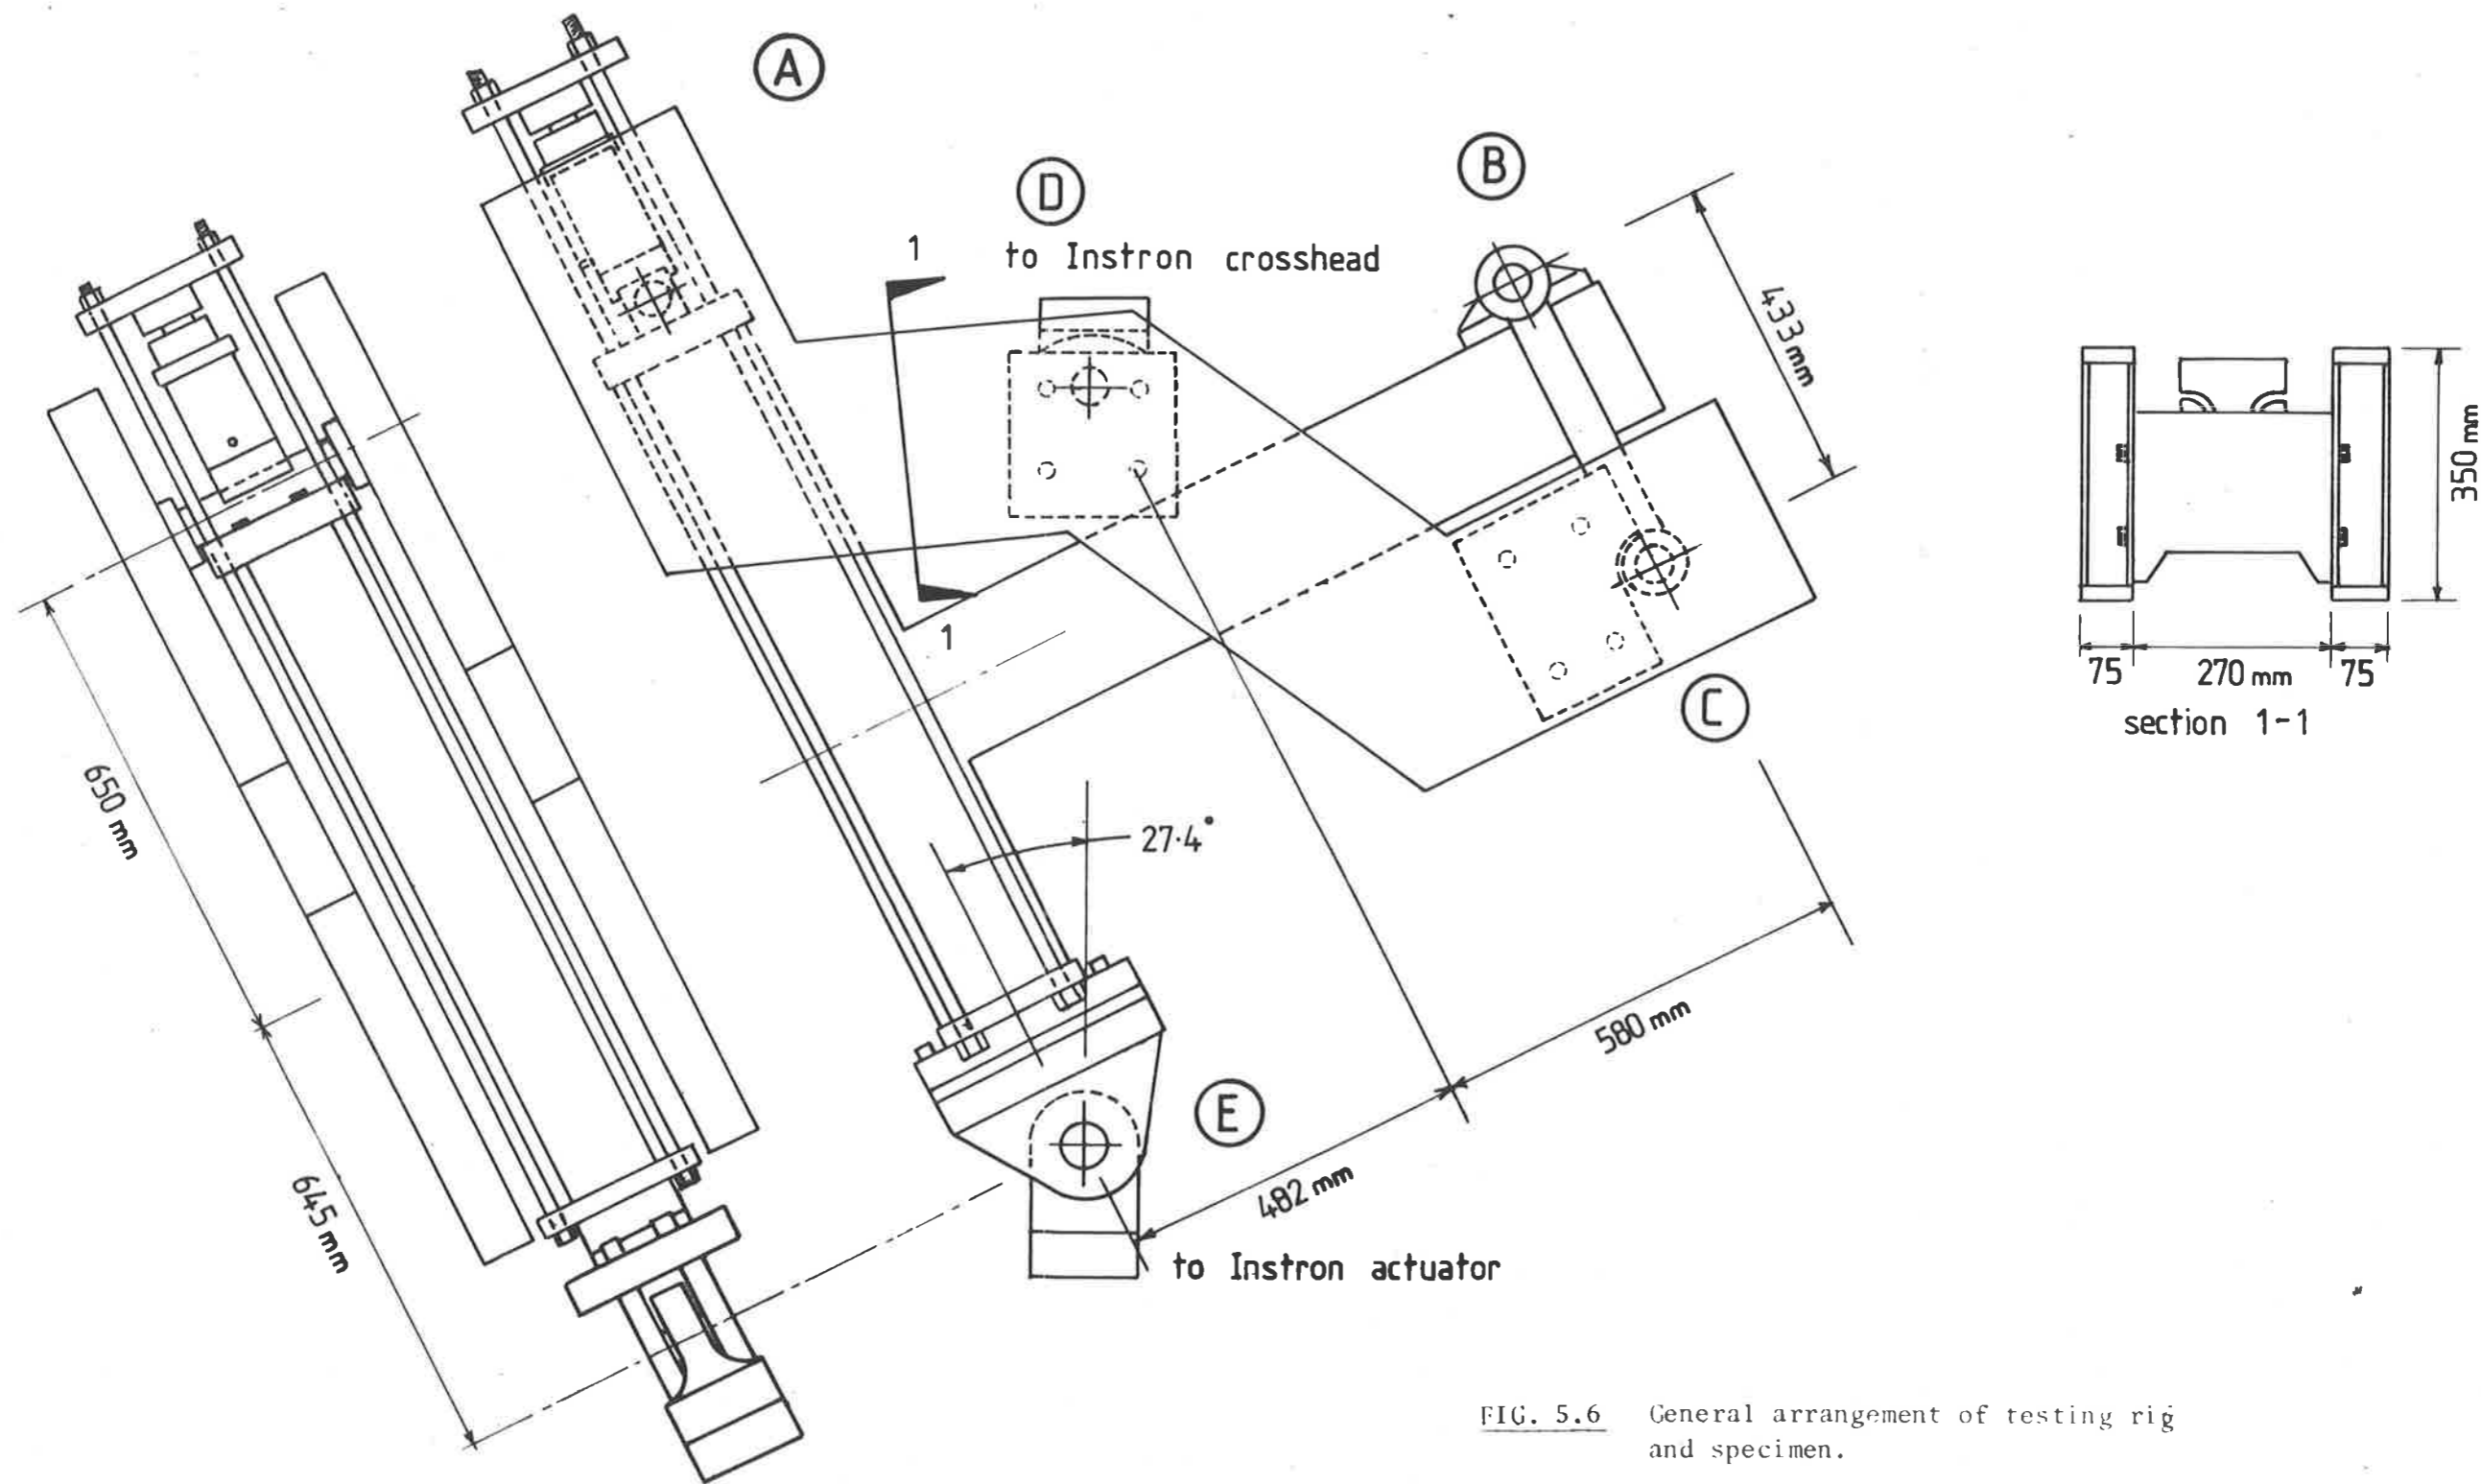 A
B
D
1 to Instron crosshead
433 mm
350 mm
75 270 mm 75
section 1-1
1
C
650 mm
27.4°
580 mm
E
482 mm
645 mm
to Instron actuator
FIG. 5.6 General arrangement of testing rig
and specimen.